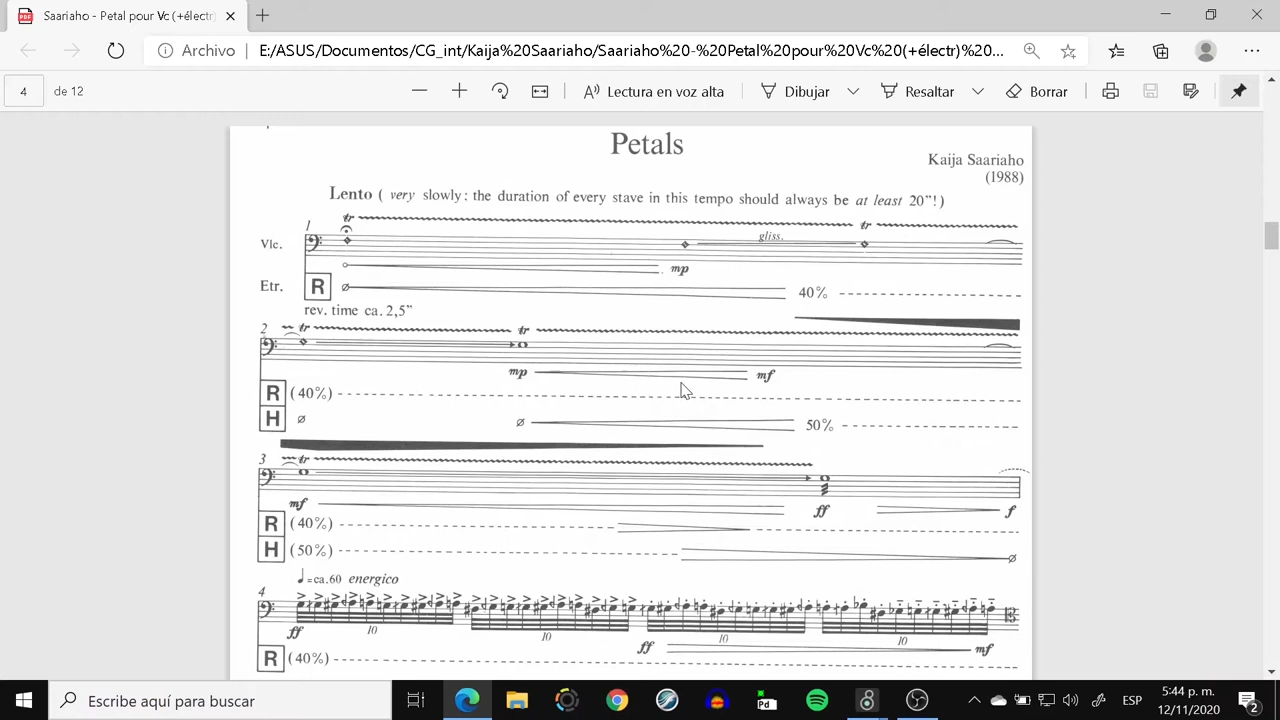 Saariaho - Petal pour Vc (+électr)
Archivo
E:/ASUS/Documentos/CG_int/Kaija%20Saariaho/Saariaho%20-%20Petal%20pour%20Vc%20(+électr)%20...
4 de 12
Lectura en voz alta
Dibujar
Resaltar
Borrar
Petals
Kaija Saariaho
(1988)
Lento ( very slowly: the duration of every stave in this tempo should always be at least 20”!)
1
tr tr
Vlc.
gliss.
mp
Etr. R 40%
rev. time ca. 2,5”
2
tr tr
mp mf
R (40%)
H 50%
3
tr
mf ff f
R (40%)
H (50%)
=ca.60 energico
4
10 10 10 10
ff ff mf
R (40%)
Escribe aquí para buscar
Pd
ESP
5:44 p. m.
12/11/2020
2